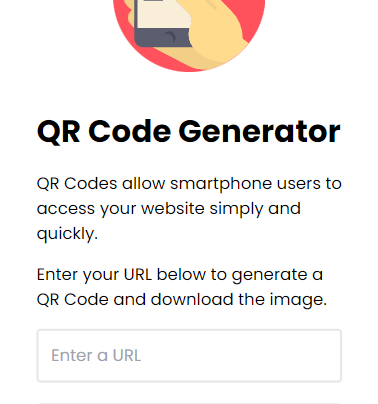 QR Code Generator
QR Codes allow smartphone users to
access your website simply and
quickly.
Enter your URL below to generate a
QR Code and download the image.
Enter a URL